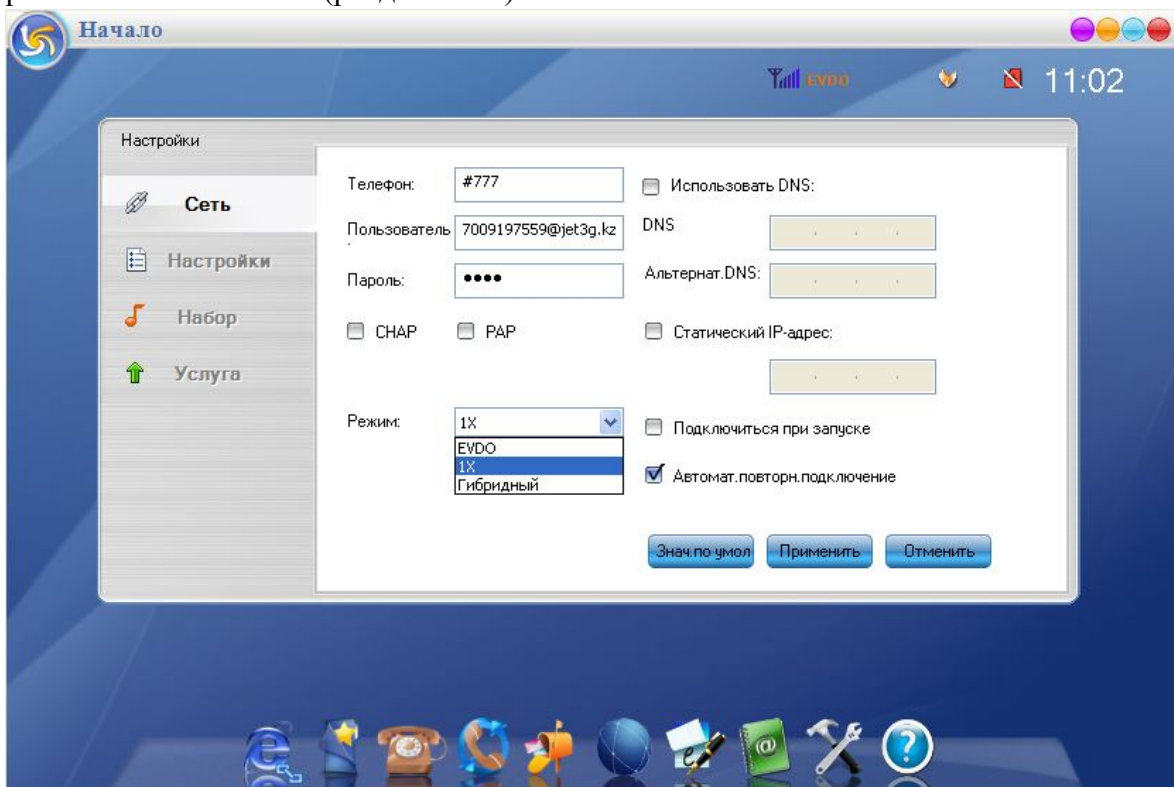 Начало
EVDO
11:02
Настройки
Сеть
Настройки
Набор
Услуга
Телефон: #777
Пользователь: 7009197559@jet3g.kz
Пароль: ●●●●
CHAP PAP
Режим: 1X
EVDO
1X
Гибридный
Использовать DNS:
DNS
Альтернат.DNS:
Статический IP-адрес:
Подключиться при запуске
Автомат.повторн.подключение
Знач.по умол Применить Отменить